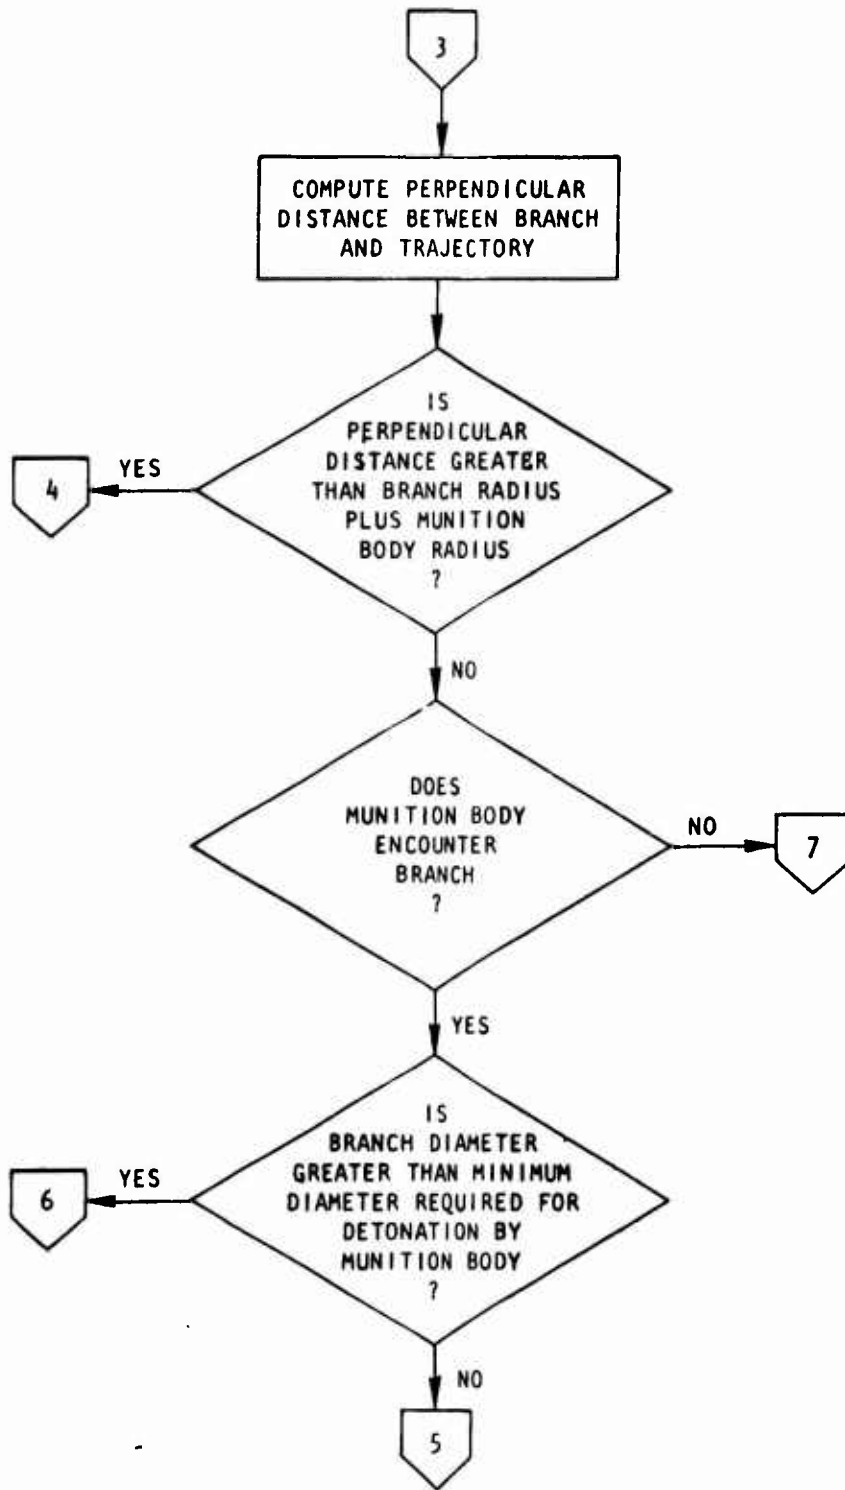 3
COMPUTE PERPENDICULAR
DISTANCE BETWEEN BRANCH
AND TRAJECTORY
IS
PERPENDICULAR
DISTANCE GREATER
THAN BRANCH RADIUS
PLUS MUNITION
BODY RADIUS
?
YES
4
NO
DOES
MUNITION BODY
ENCOUNTER
BRANCH
?
NO
7
YES
IS
BRANCH DIAMETER
GREATER THAN MINIMUM
DIAMETER REQUIRED FOR
DETONATION BY
MUNITION BODY
?
YES
6
NO
5